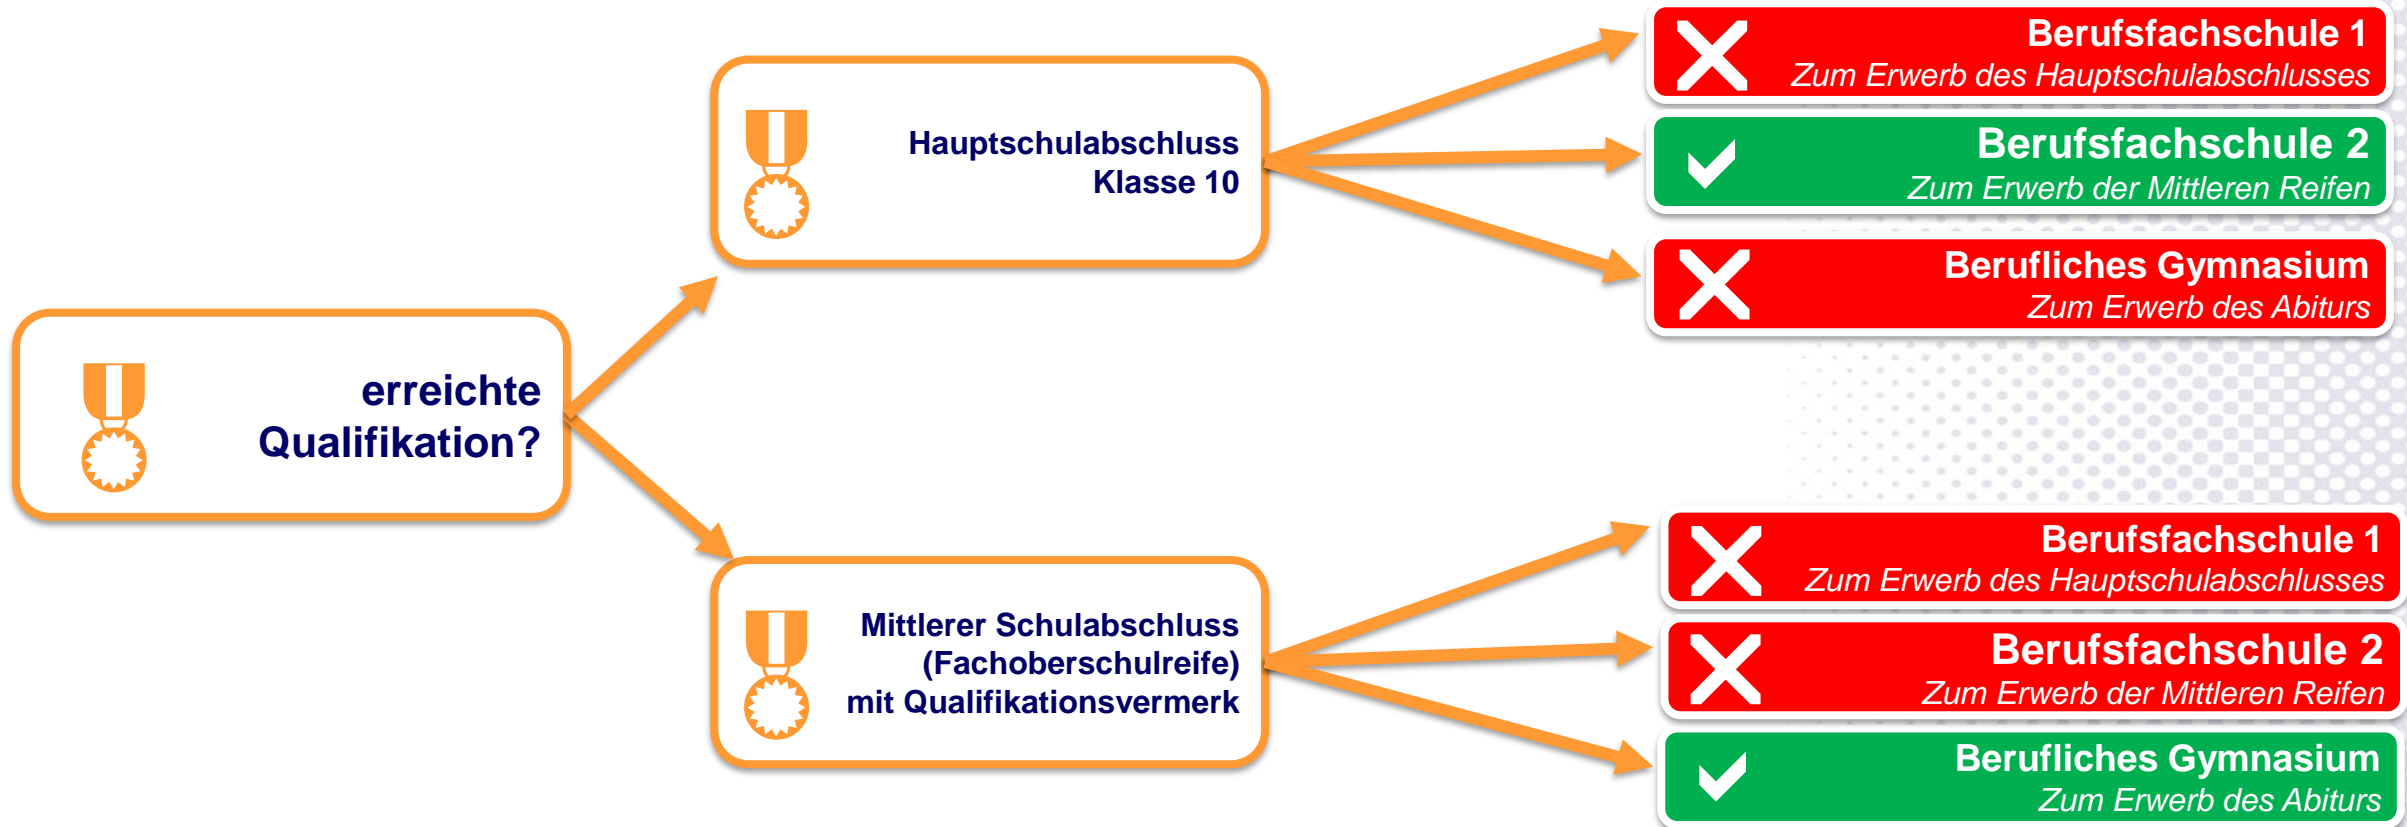 erreichte
Qualifikation?
Hauptschulabschluss
Klasse 10
Berufsfachschule 1
Zum Erwerb des Hauptschulabschlusses
Berufsfachschule 2
Zum Erwerb der Mittleren Reifen
Berufliches Gymnasium
Zum Erwerb des Abiturs
Mittlerer Schulabschluss
(Fachoberschulreife)
mit Qualifikationsvermerk
Berufsfachschule 1
Zum Erwerb des Hauptschulabschlusses
Berufsfachschule 2
Zum Erwerb der Mittleren Reifen
Berufliches Gymnasium
Zum Erwerb des Abiturs